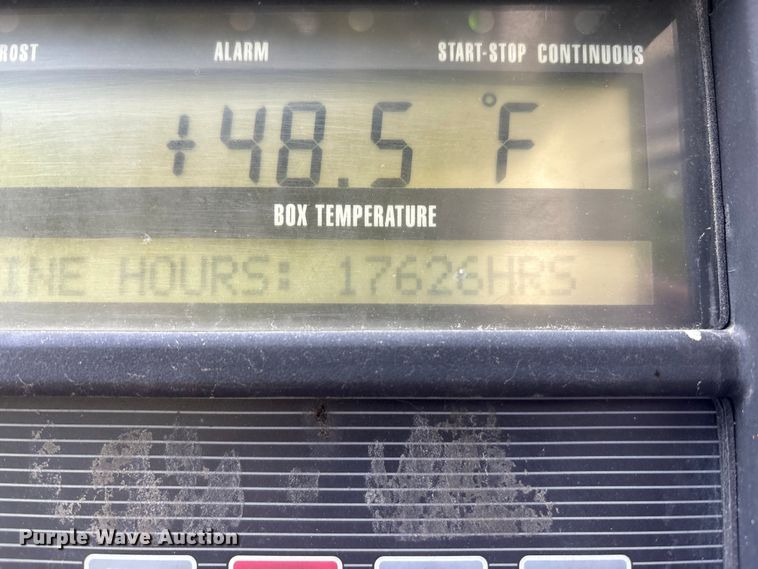 ROST ALARM START-STOP CONTINUOUS
+48.5 °F
BOX TEMPERATURE
INE HOURS: 17626HRS
Purple Wave Auction